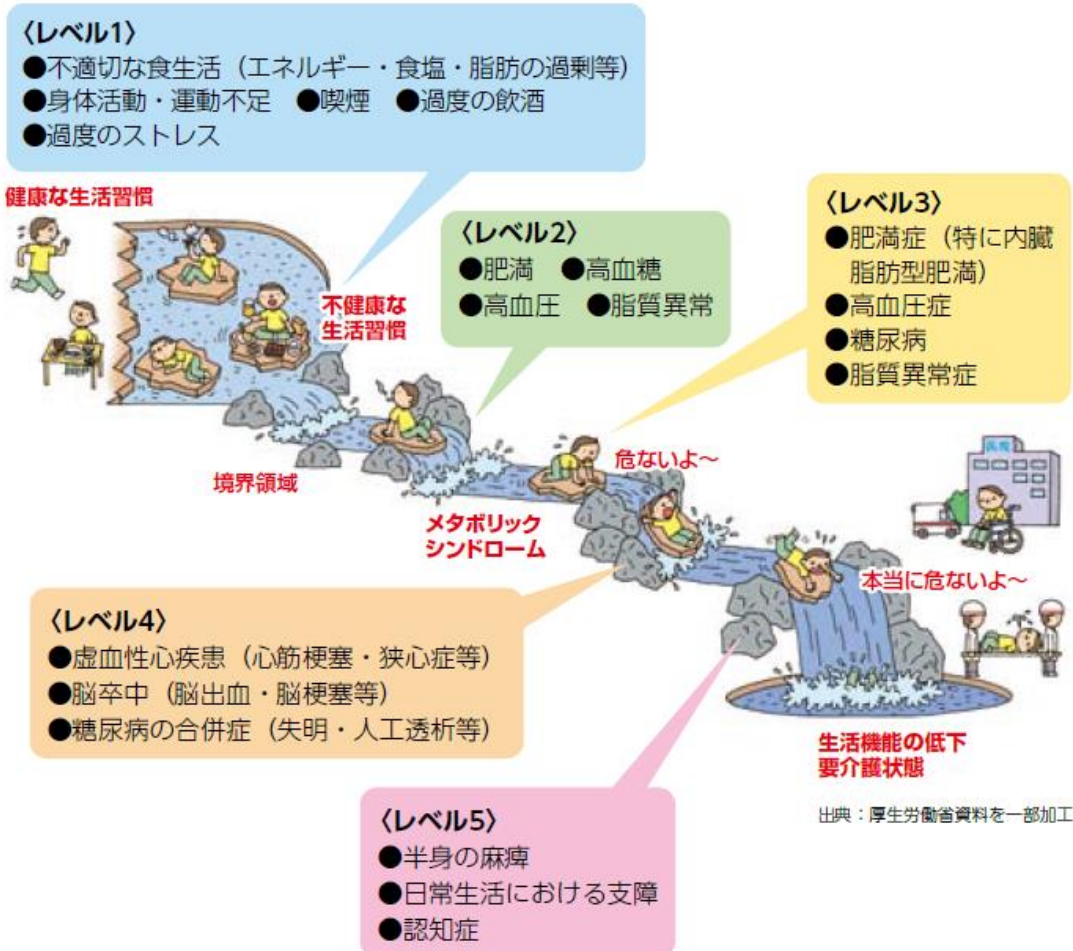 〈レベル1〉
●不適切な食生活（エネルギー・食塩・脂肪の過剰等）
●身体活動・運動不足　●喫煙　●過度の飲酒
●過度のストレス
健康な生活習慣
不健康な
生活習慣
〈レベル2〉
●肥満　●高血糖
●高血圧　●脂質異常
〈レベル3〉
●肥満症（特に内臓
脂肪型肥満）
●高血圧症
●糖尿病
●脂質異常症
境界領域
メタボリック
シンドローム
危ないよ〜
病院
本当に危ないよ〜
〈レベル4〉
●虚血性心疾患（心筋梗塞・狭心症等）
●脳卒中（脳出血・脳梗塞等）
●糖尿病の合併症（失明・人工透析等）
生活機能の低下
要介護状態
出典：厚生労働省資料を一部加工
〈レベル5〉
●半身の麻痺
●日常生活における支障
●認知症